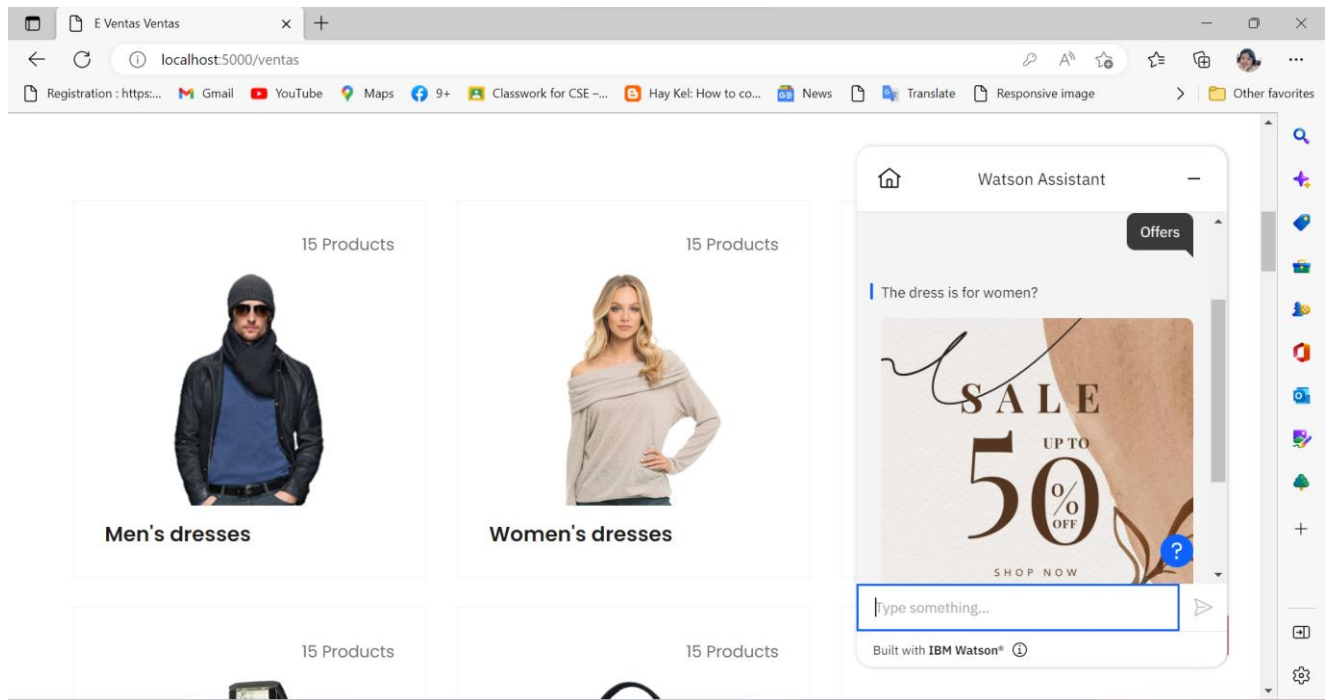 E Ventas Ventas
localhost:5000/ventas
Registration : https:...
Gmail
YouTube
Maps
9+
Classwork for CSE –...
Hay Kel: How to co...
News
Translate
Responsive image
Other favorites
15 Products
Men's dresses
15 Products
Women's dresses
15 Products
15 Products
Watson Assistant
Offers
The dress is for women?
SALE
UP TO
50
%
OFF
SHOP NOW
?
Type something...
Built with IBM Watson®